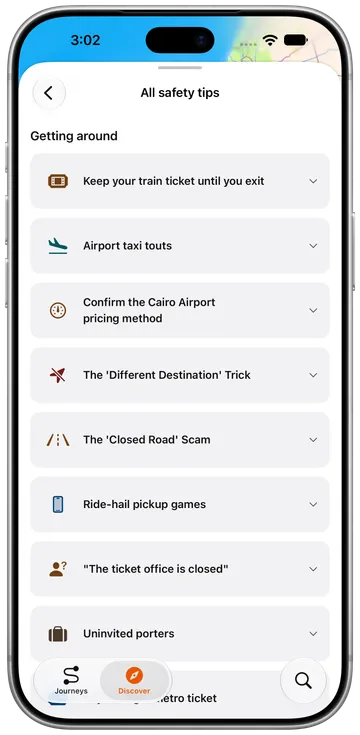 3:02
All safety tips
Getting around
Keep your train ticket until you exit
Airport taxi touts
Confirm the Cairo Airport
pricing method
The 'Different Destination' Trick
The 'Closed Road' Scam
Ride-hail pickup games
"The ticket office is closed"
Uninvited porters
metro ticket
Journeys
Discover